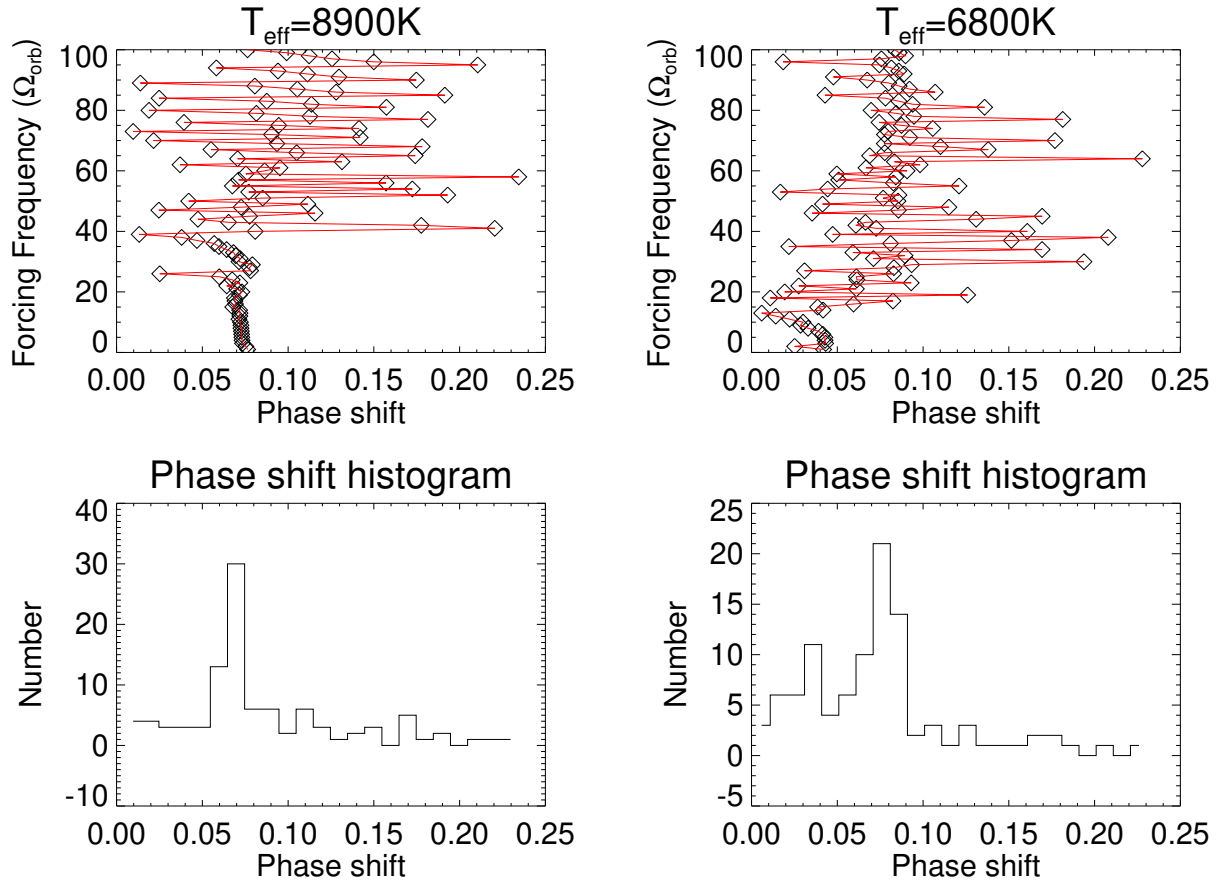 T_eff=8900K
Forcing Frequency (Ω_orb)
100
80
60
40
20
0
0.00 0.05 0.10 0.15 0.20 0.25
Phase shift
T_eff=6800K
Forcing Frequency (Ω_orb)
100
80
60
40
20
0
0.00 0.05 0.10 0.15 0.20 0.25
Phase shift
Phase shift histogram
Number
40
30
20
10
0
-10
0.00 0.05 0.10 0.15 0.20 0.25
Phase shift
Phase shift histogram
Number
25
20
15
10
5
0
-5
0.00 0.05 0.10 0.15 0.20 0.25
Phase shift